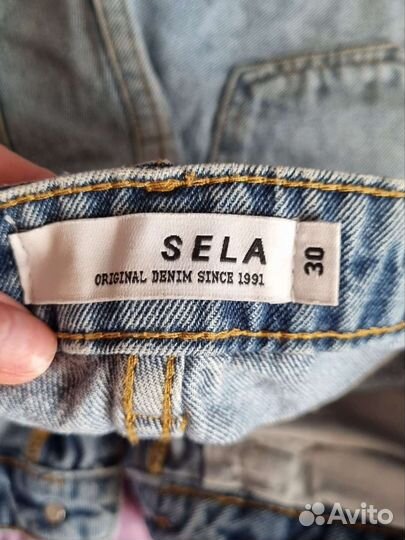 SELA
ORIGINAL DENIM SINCE 1991
30
Avito